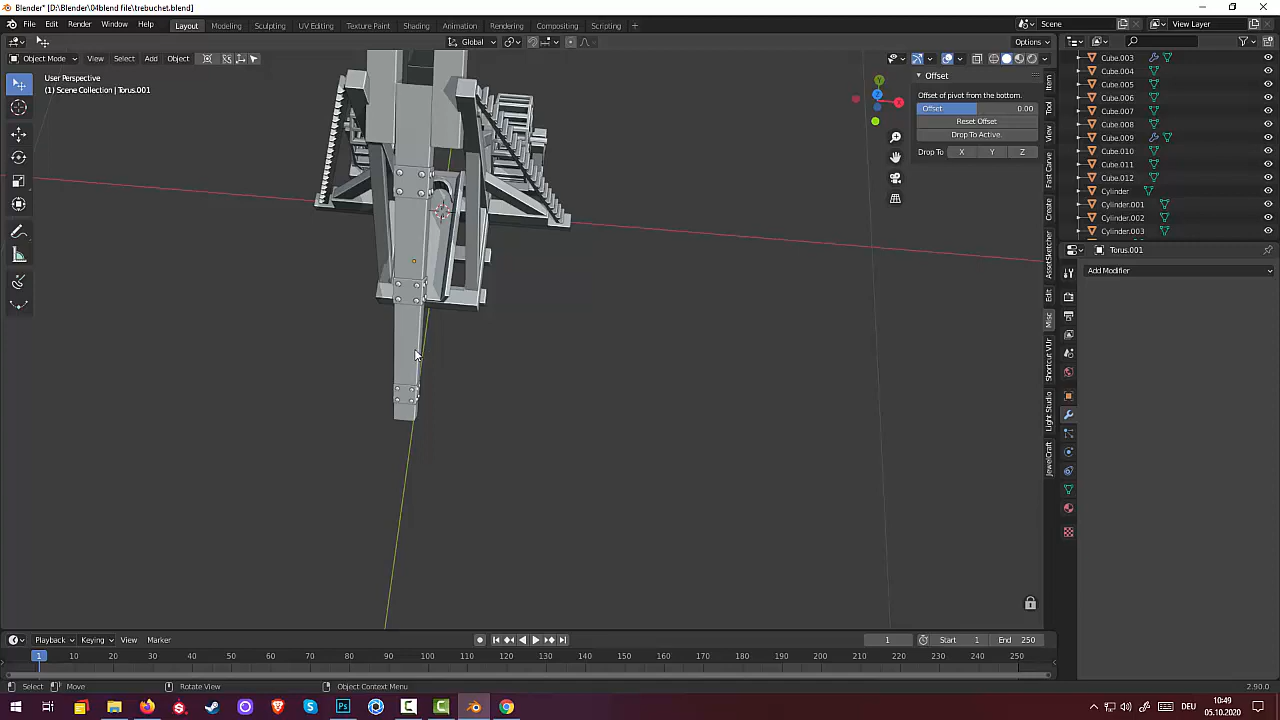 Blender* [D:\Blender\04blend file\trebuchet.blend]
File Edit Render Window Help Layout Modeling Sculpting UV Editing Texture Paint Shading Animation Rendering Compositing Scripting + Scene View Layer
Global Options
Object Mode View Select Add Object
User Perspective
(1) Scene Collection | Torus.001
Offset
Offset of pivot from the bottom.
Offset: 0.00
Reset Offset
Drop To Active
Drop To X Y Z
X
Z
Item
Tool
View
Fast Carve
Create
AssetSketcher
Edit
Misc
Shortcut VUr
Light Studio
JewelCraft
Cube.003
Cube.004
Cube.005
Cube.006
Cube.007
Cube.008
Cube.009
Cube.010
Cube.011
Cube.012
Cylinder
Cylinder.001
Cylinder.002
Cylinder.003
Torus.001
Add Modifier
Playback Keying View Marker 1 Start 1 End 250
1 10 20 30 40 50 60 70 80 90 100 110 120 130 140 150 160 170 180 190 200 210 220 230 240 250
Select Move Rotate View Object Context Menu 2.90.0
DEU 10:49
05.10.2020